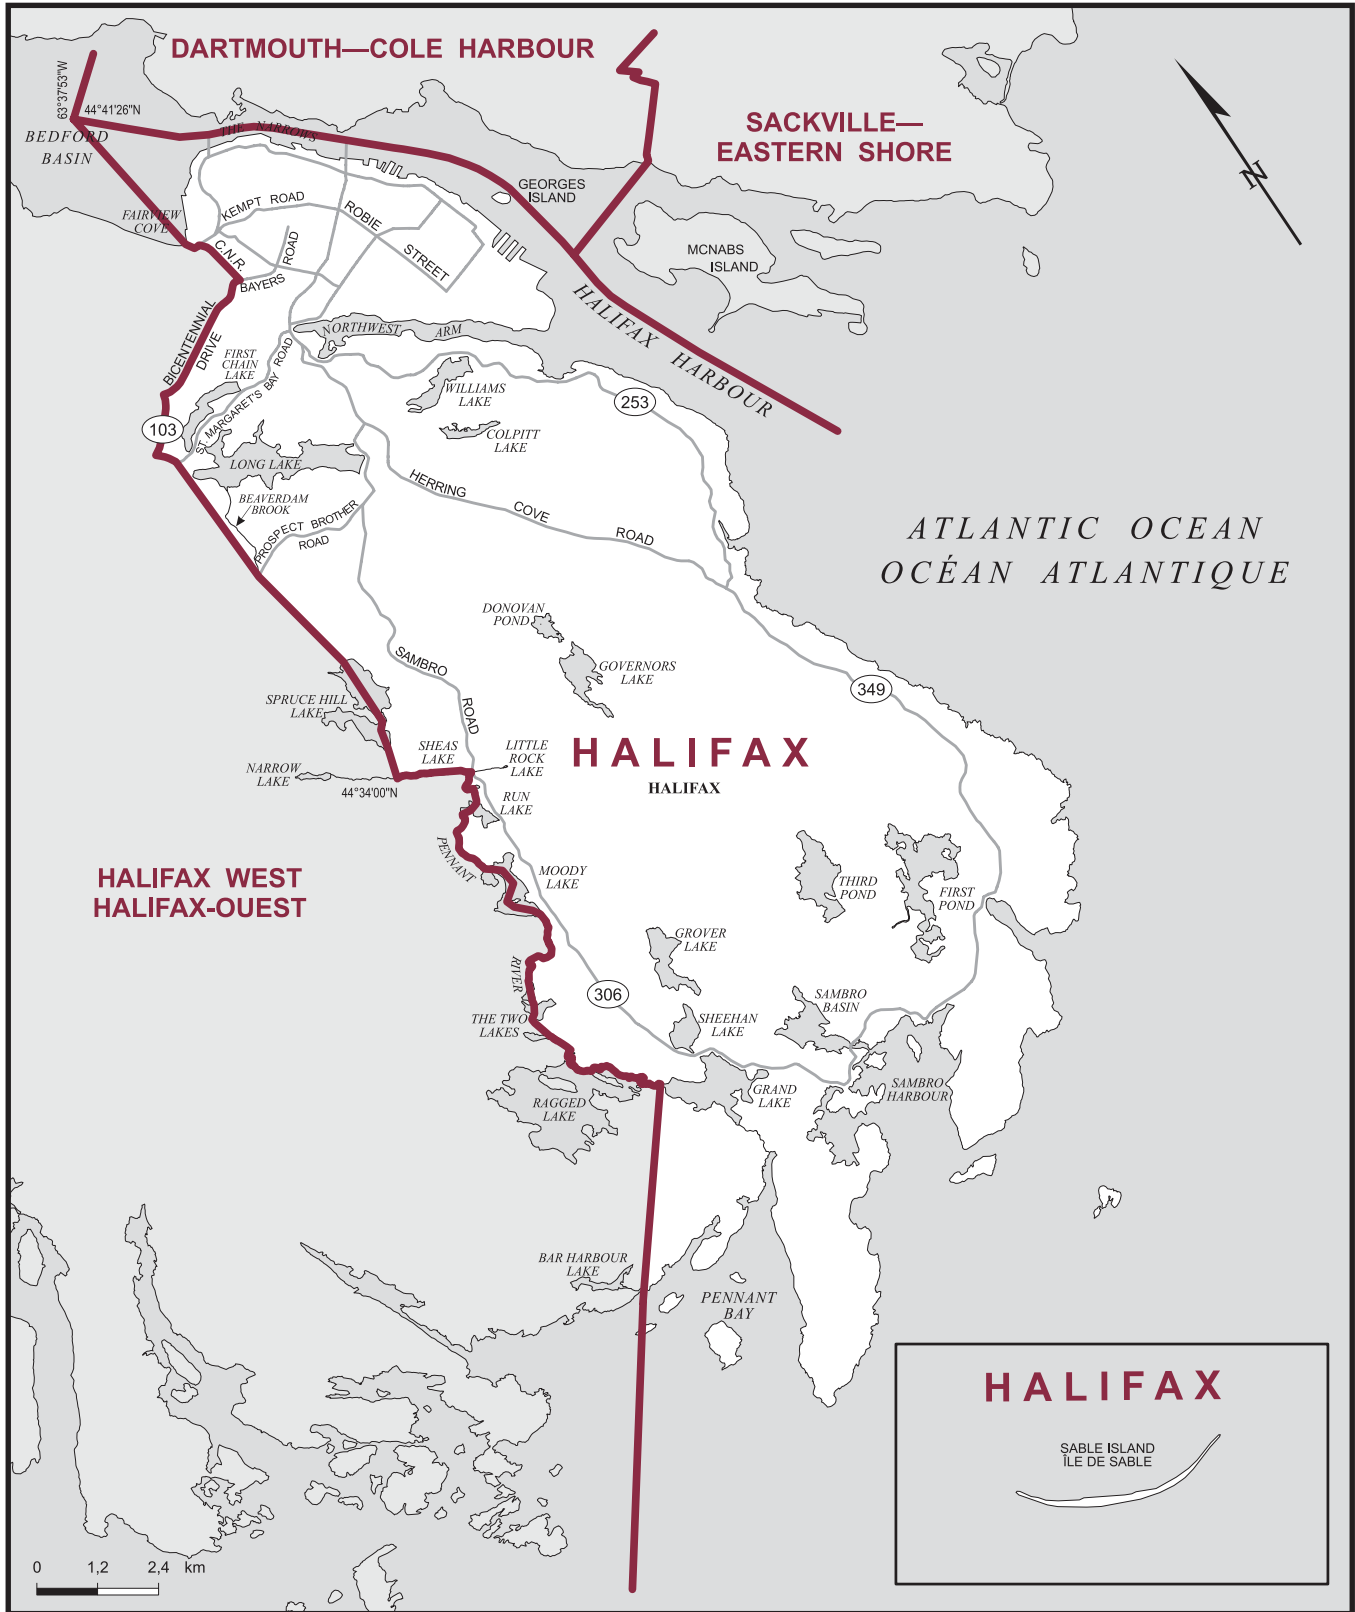 DARTMOUTH—COLE HARBOUR
63°37'53"W
44°41'26"N
BEDFORD
BASIN
THE NARROWS
SACKVILLE—
EASTERN SHORE
N
GEORGES
ISLAND
FAIRVIEW
COVE
KEMPT ROAD
ROBIE
STREET
C.N.R.
BAYERS
ROAD
MCNABS
ISLAND
HALIFAX HARBOUR
BICENTENNIAL
DRIVE
NORTHWEST ARM
FIRST
CHAIN
LAKE
ST. MARGARET'S BAY ROAD
WILLIAMS
LAKE
253
103
COLPITT
LAKE
LONG LAKE
HERRING
COVE
ROAD
BEAVERDAM
BROOK
PROSPECT BROTHER
ROAD
ATLANTIC OCEAN
OCÉAN ATLANTIQUE
DONOVAN
POND
GOVERNORS
LAKE
SAMBRO
ROAD
349
SPRUCE HILL
LAKE
SHEAS
LAKE
LITTLE
ROCK
LAKE
HALIFAX
HALIFAX
NARROW
LAKE
44°34'00"N
RUN
LAKE
PENNANT
RIVER
MOODY
LAKE
HALIFAX WEST
HALIFAX-OUEST
THIRD
POND
FIRST
POND
GROVER
LAKE
306
SAMBRO
BASIN
THE TWO
LAKES
SHEEHAN
LAKE
RAGGED
LAKE
GRAND
LAKE
SAMBRO
HARBOUR
BAR HARBOUR
LAKE
PENNANT
BAY
HALIFAX
SABLE ISLAND
ÎLE DE SABLE
0 1,2 2,4 km